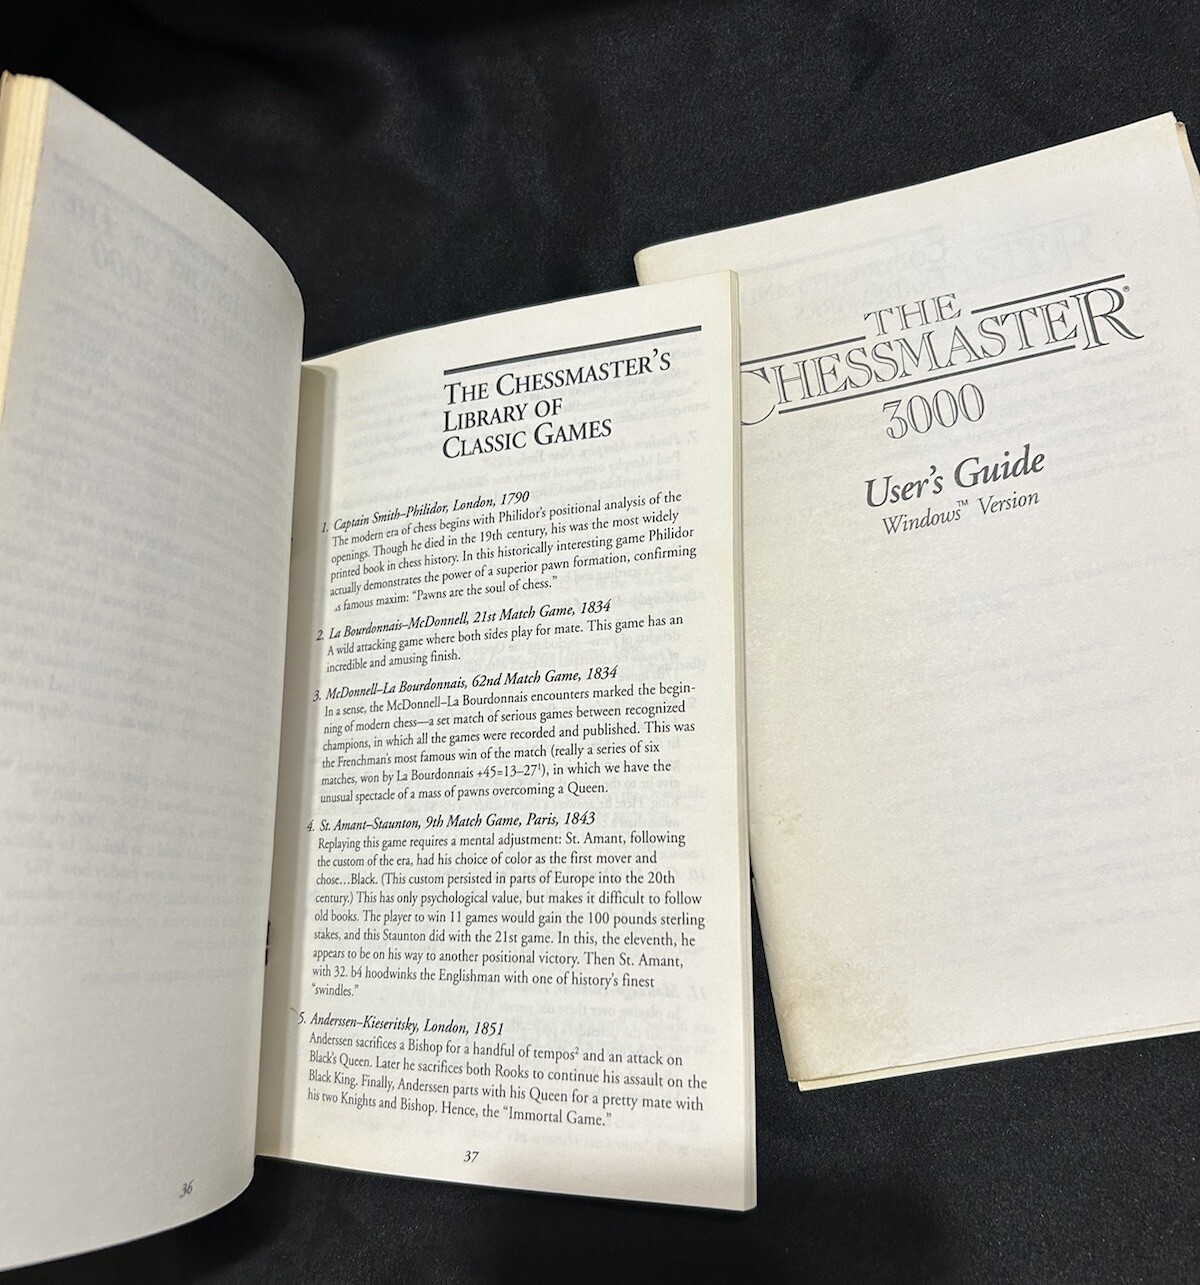 36
THE CHESSMASTER'S
LIBRARY OF
CLASSIC GAMES
1. Captain Smith–Philidor, London, 1790
The modern era of chess begins with Philidor's positional analysis of the
openings. Though he died in the 19th century, his was the most widely
printed book in chess history. In this historically interesting game Philidor
actually demonstrates the power of a superior pawn formation, confirming
famous maxim: “Pawns are the soul of chess.”
2. La Bourdonnais–McDonnell, 21st Match Game, 1834
A wild attacking game where both sides play for mate. This game has an
incredible and amusing finish.
3. McDonnell–La Bourdonnais, 62nd Match Game, 1834
In a sense, the McDonnell–La Bourdonnais encounters marked the begin-
ning of modern chess—a set match of serious games between recognized
champions, in which all the games were recorded and published. This was
the Frenchman's most famous win of the match (really a series of six
matches, won by La Bourdonnais +45=13–27¹), in which we have the
unusual spectacle of a mass of pawns overcoming a Queen.
4. St. Amant–Staunton, 9th Match Game, Paris, 1843
Replaying this game requires a mental adjustment: St. Amant, following
the custom of the era, had his choice of color as the first mover and
chose...Black. (This custom persisted in parts of Europe into the 20th
century.) This has only psychological value, but makes it difficult to follow
old books. The player to win 11 games would gain the 100 pounds sterling
stakes, and this Staunton did with the 21st game. In this, the eleventh, he
appears to be on his way to another positional victory. Then St. Amant,
with 32. b4 hoodwinks the Englishman with one of history's finest
“swindles.”
5. Anderssen–Kieseritsky, London, 1851
Anderssen sacrifices a Bishop for a handful of tempos² and an attack on
Black's Queen. Later he sacrifices both Rooks to continue his assault on the
Black King. Finally, Anderssen parts with his Queen for a pretty mate with
his two Knights and Bishop. Hence, the “Immortal Game.”
37
THE
CHESSMASTER®
3000
User's Guide
Windows™ Version